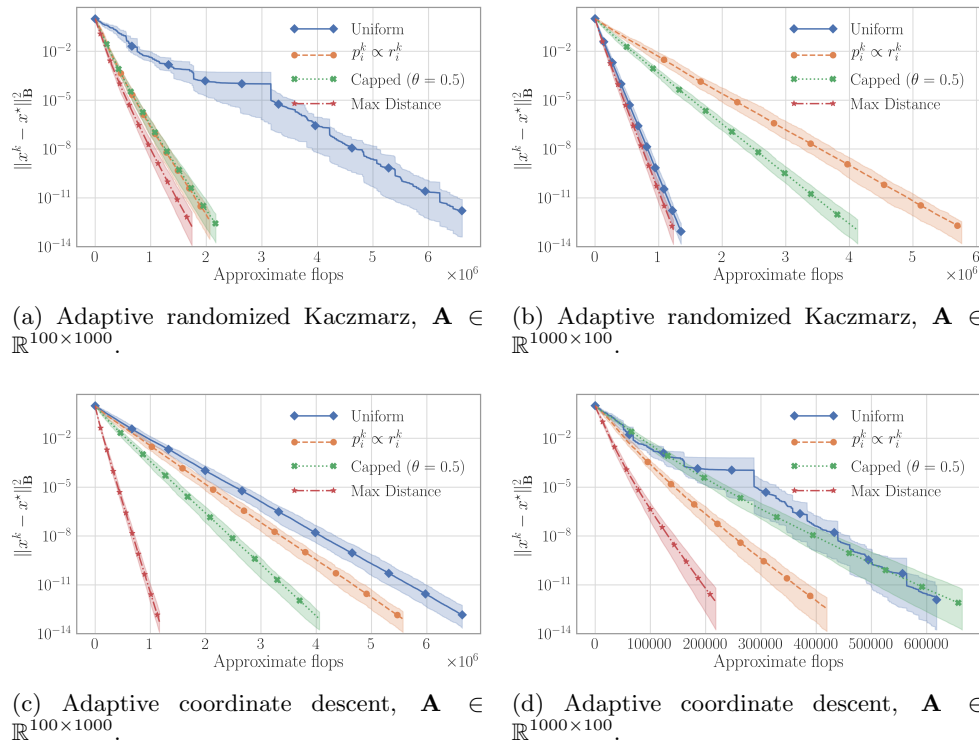 Uniform
p_i^k ∝ r_i^k
Capped (θ = 0.5)
Max Distance
‖x^k − x^⋆‖²_B
10^−2
10^−5
10^−8
10^−11
10^−14
0 1 2 3 4 5 6
Approximate flops ×10^6
Uniform
p_i^k ∝ r_i^k
Capped (θ = 0.5)
Max Distance
‖x^k − x^⋆‖²_B
10^−2
10^−5
10^−8
10^−11
10^−14
0 1 2 3 4 5 6
Approximate flops ×10^6
(a) Adaptive randomized Kaczmarz, A ∈
ℝ^100×1000.
(b) Adaptive randomized Kaczmarz, A ∈
ℝ^1000×100.
Uniform
p_i^k ∝ r_i^k
Capped (θ = 0.5)
Max Distance
‖x^k − x^⋆‖²_B
10^−2
10^−5
10^−8
10^−11
10^−14
0 1 2 3 4 5 6
Approximate flops ×10^6
Uniform
p_i^k ∝ r_i^k
Capped (θ = 0.5)
Max Distance
‖x^k − x^⋆‖²_B
10^−2
10^−5
10^−8
10^−11
10^−14
0 100000 200000 300000 400000 500000 600000
Approximate flops
(c) Adaptive coordinate descent, A ∈
ℝ^100×1000.
(d) Adaptive coordinate descent, A ∈
ℝ^1000×100.